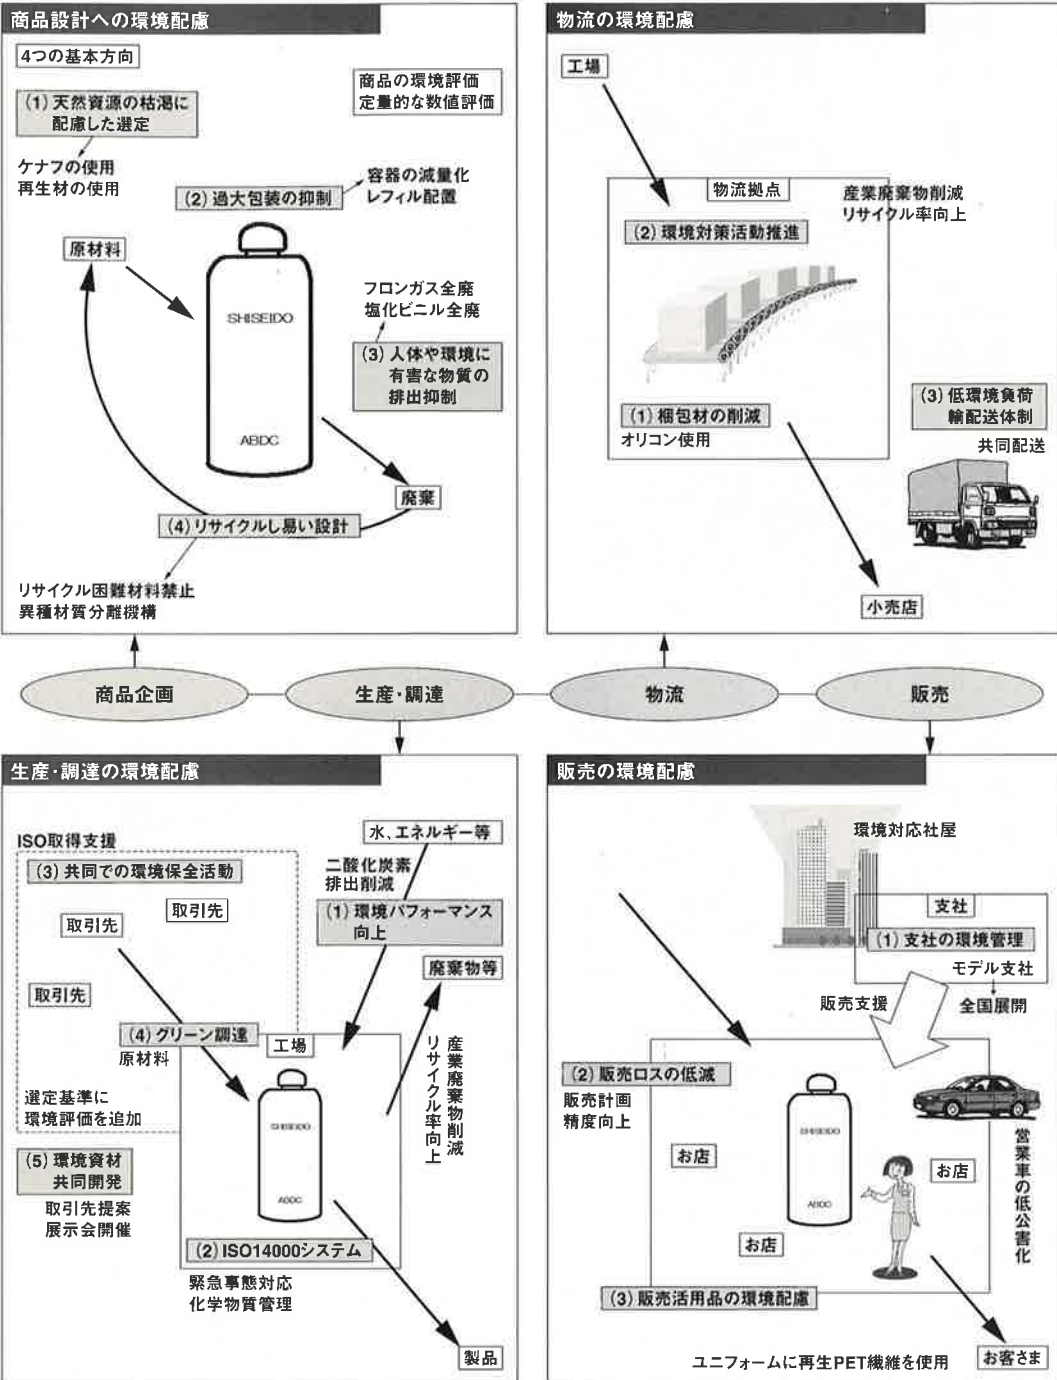 商品設計への環境配慮
4つの基本方向
商品の環境評価
定量的な数値評価
(1) 天然資源の枯渇に
配慮した選定
ケナフの使用
再生材の使用
(2) 過大包装の抑制
容器の減量化
レフィル配置
原材料
SHISEIDO
ABDC
フロンガス全廃
塩化ビニル全廃
(3) 人体や環境に
有害な物質の
排出抑制
廃棄
(4) リサイクルし易い設計
リサイクル困難材料禁止
異種材質分離機構
物流の環境配慮
工場
物流拠点
産業廃棄物削減
リサイクル率向上
(2) 環境対策活動推進
(1) 梱包材の削減
オリコン使用
(3) 低環境負荷
輸配送体制
共同配送
小売店
商品企画
生産・調達
物流
販売
生産・調達の環境配慮
ISO取得支援
(3) 共同での環境保全活動
取引先
取引先
取引先
水、エネルギー等
二酸化炭素
排出削減
(1) 環境パフォーマンス
向上
廃棄物等
産業廃棄物削減
リサイクル率向上
(4) グリーン調達
原材料
工場
選定基準に
環境評価を追加
SHISEIDO
ABDC
(5) 環境資材
共同開発
取引先提案
展示会開催
(2) ISO14000システム
緊急事態対応
化学物質管理
製品
販売の環境配慮
環境対応社屋
支社
(1) 支社の環境管理
モデル支社
全国展開
販売支援
(2) 販売ロスの低減
販売計画
精度向上
SHISEIDO
ABDC
お店
お店
お店
営業車の低公害化
(3) 販売活用品の環境配慮
ユニフォームに再生PET繊維を使用
お客さま